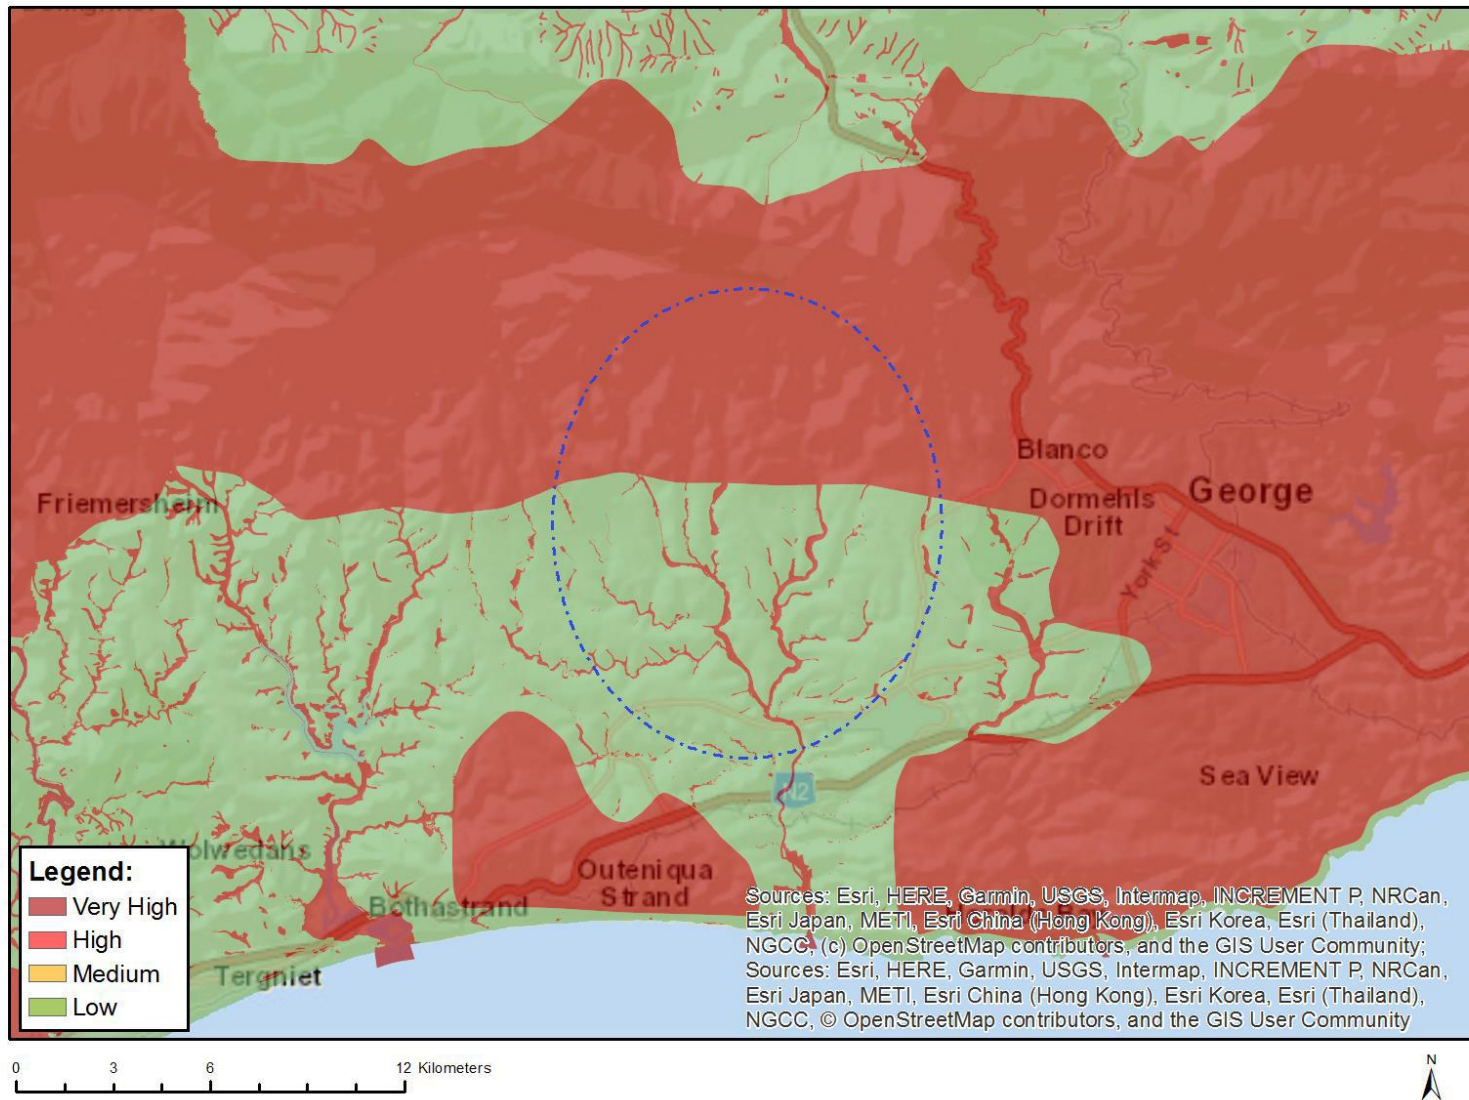 Friemersheim
Blanco
George
Dormehls
Drift
York St
Sea View
N2
Wolwedans
Outeniqua
Strand
Bothastrand
Tergniet
Legend:
Very High
High
Medium
Low
Sources: Esri, HERE, Garmin, USGS, Intermap, INCREMENT P, NRCan,
Esri Japan, METI, Esri China (Hong Kong), Esri Korea, Esri (Thailand),
NGCC, (c) OpenStreetMap contributors, and the GIS User Community;
Sources: Esri, HERE, Garmin, USGS, Intermap, INCREMENT P, NRCan,
Esri Japan, METI, Esri China (Hong Kong), Esri Korea, Esri (Thailand),
NGCC, © OpenStreetMap contributors, and the GIS User Community
0 3 6 12 Kilometers
N